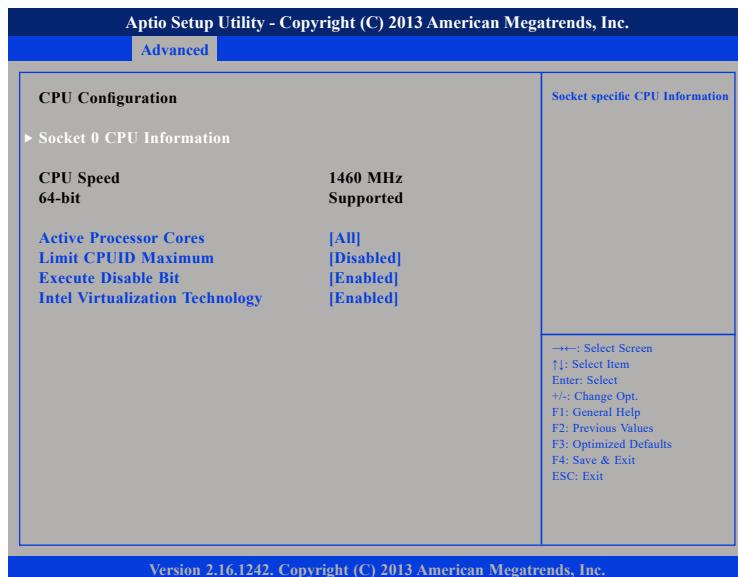 Aptio Setup Utility - Copyright (C) 2013 American Megatrends, Inc.
Advanced
CPU Configuration
▶ Socket 0 CPU Information
CPU Speed 1460 MHz
64-bit Supported
Active Processor Cores [All]
Limit CPUID Maximum [Disabled]
Execute Disable Bit [Enabled]
Intel Virtualization Technology [Enabled]
Socket specific CPU Information
→←: Select Screen
↑↓: Select Item
Enter: Select
+/-: Change Opt.
F1: General Help
F2: Previous Values
F3: Optimized Defaults
F4: Save & Exit
ESC: Exit
Version 2.16.1242. Copyright (C) 2013 American Megatrends, Inc.